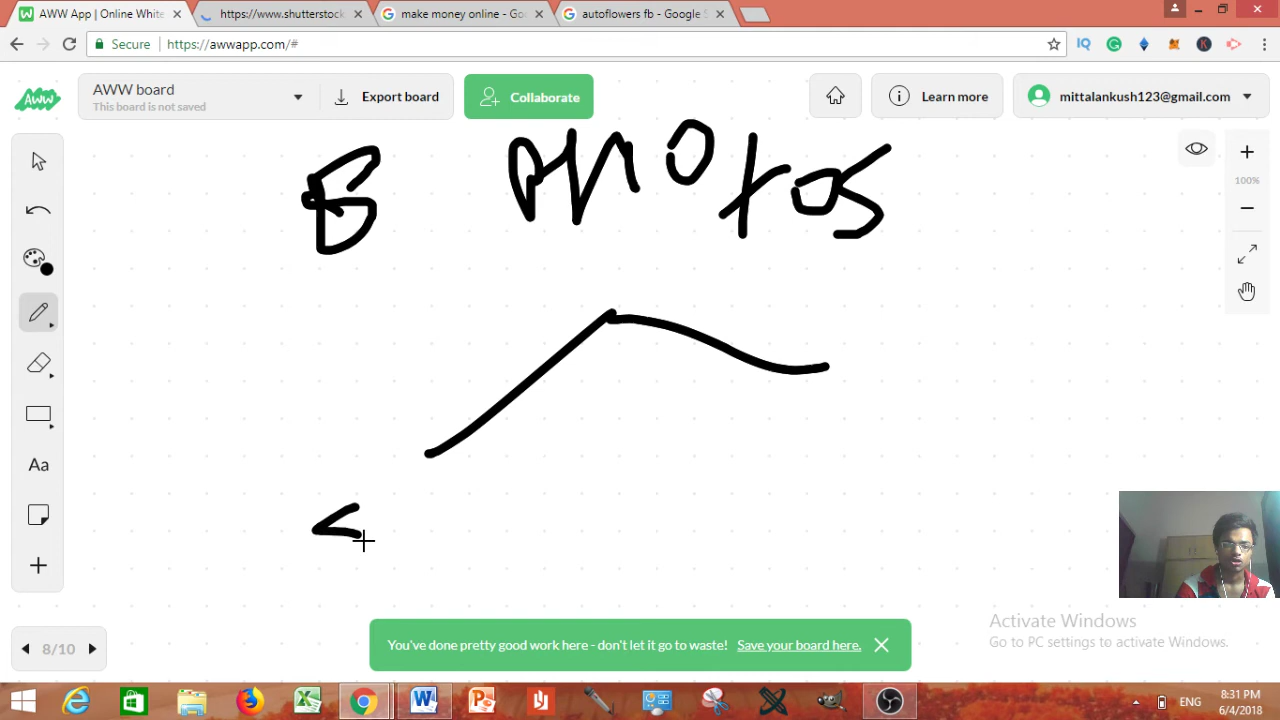 AWW App | Online White
https://www.shutterstock
make money online - Go
autoflowers fb - Google S
Secure | https://awwapp.com/#
AWW board
This board is not saved
Export board
Collaborate
Learn more
mittalankush123@gmail.com
AWW
100%
B photos
Aa
8/10
You've done pretty good work here - don't let it go to waste! Save your board here.
Activate Windows
Go to PC settings to activate Windows.
ENG
8:31 PM
6/4/2018